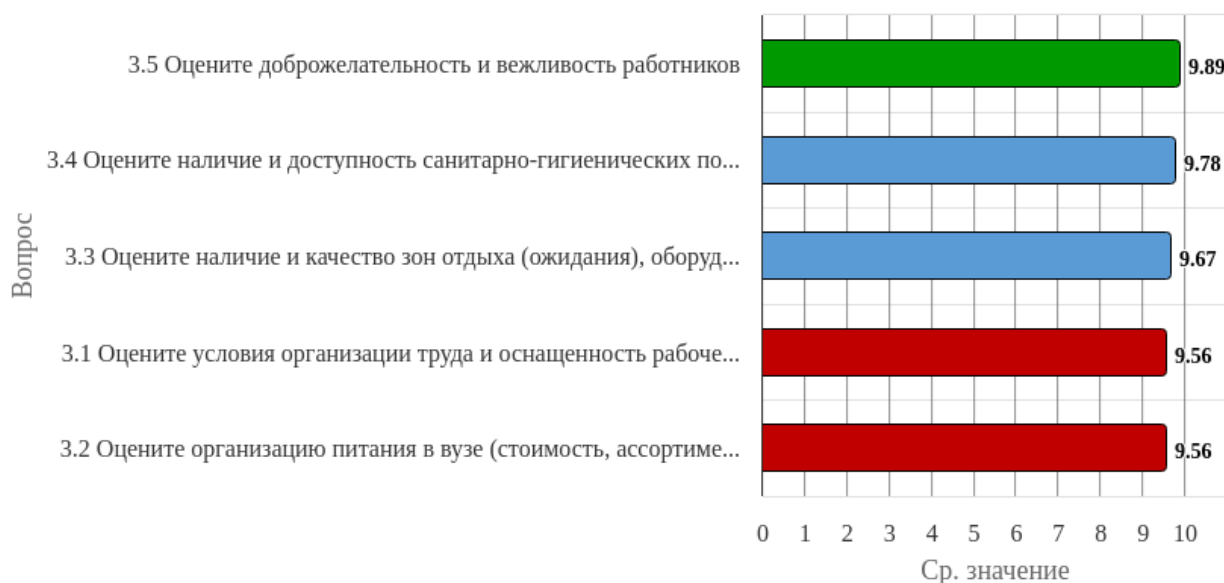 3.5 Оцените доброжелательность и вежливость работников
9.89
3.4 Оцените наличие и доступность санитарно-гигиенических по...
9.78
3.3 Оцените наличие и качество зон отдыха (ожидания), оборуд...
9.67
3.1 Оцените условия организации труда и оснащенность рабоче...
9.56
3.2 Оцените организацию питания в вузе (стоимость, ассортиме...
9.56
Вопрос
0 1 2 3 4 5 6 7 8 9 10
Ср. значение